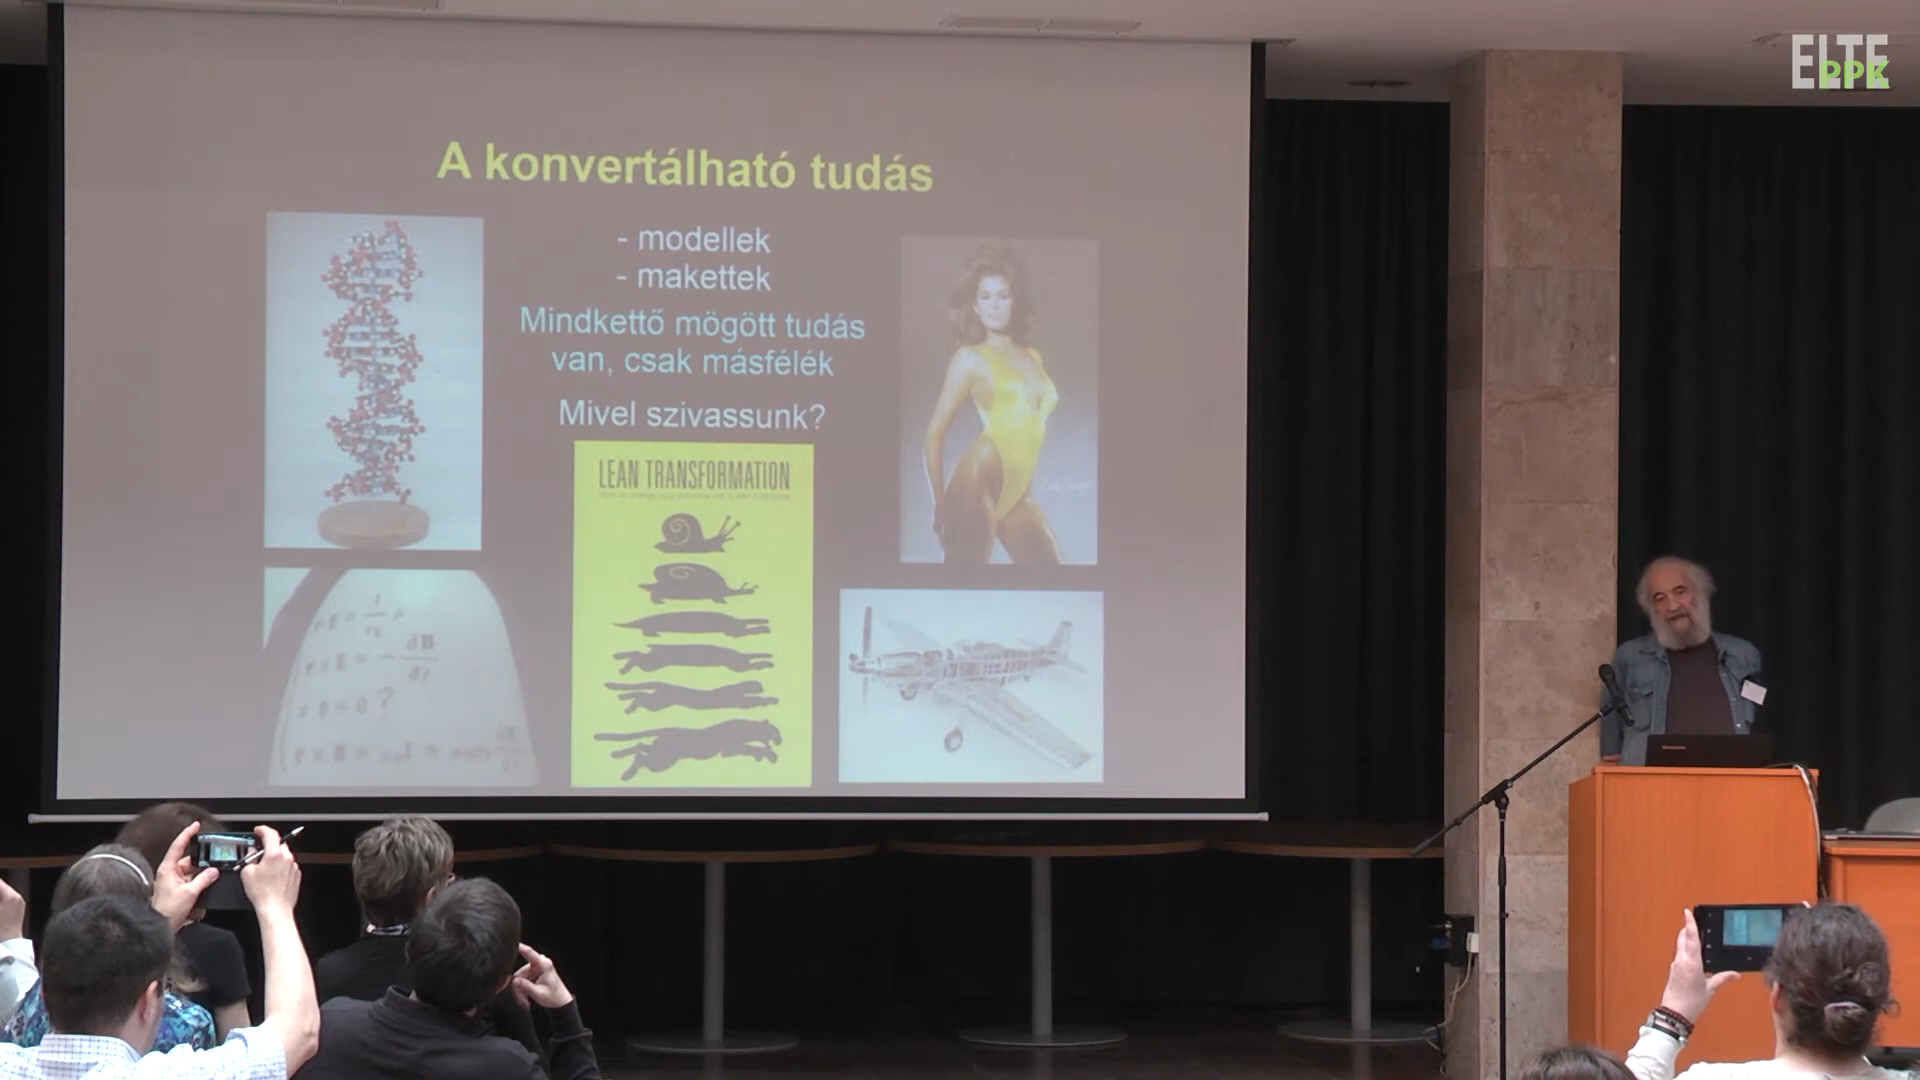 ELTE
PPK
A konvertálható tudás
- modellek
- makettek
Mindkettő mögött tudás
van, csak másfélék
Mivel szivassunk?
LEAN TRANSFORMATION